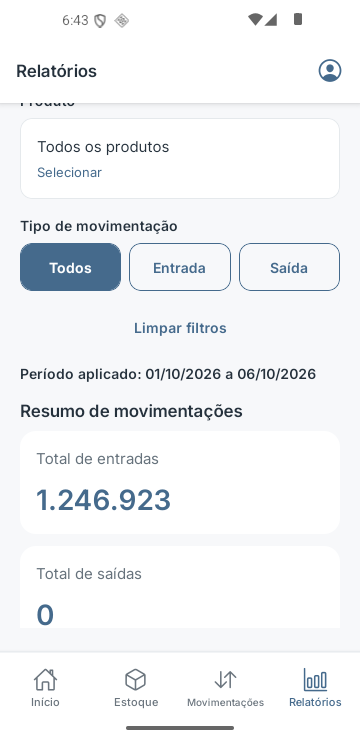 6:43
Relatórios
Produto
Todos os produtos
Selecionar
Tipo de movimentação
Todos
Entrada
Saída
Limpar filtros
Período aplicado: 01/10/2026 a 06/10/2026
Resumo de movimentações
Total de entradas
1.246.923
Total de saídas
0
Início
Estoque
Movimentações
Relatórios